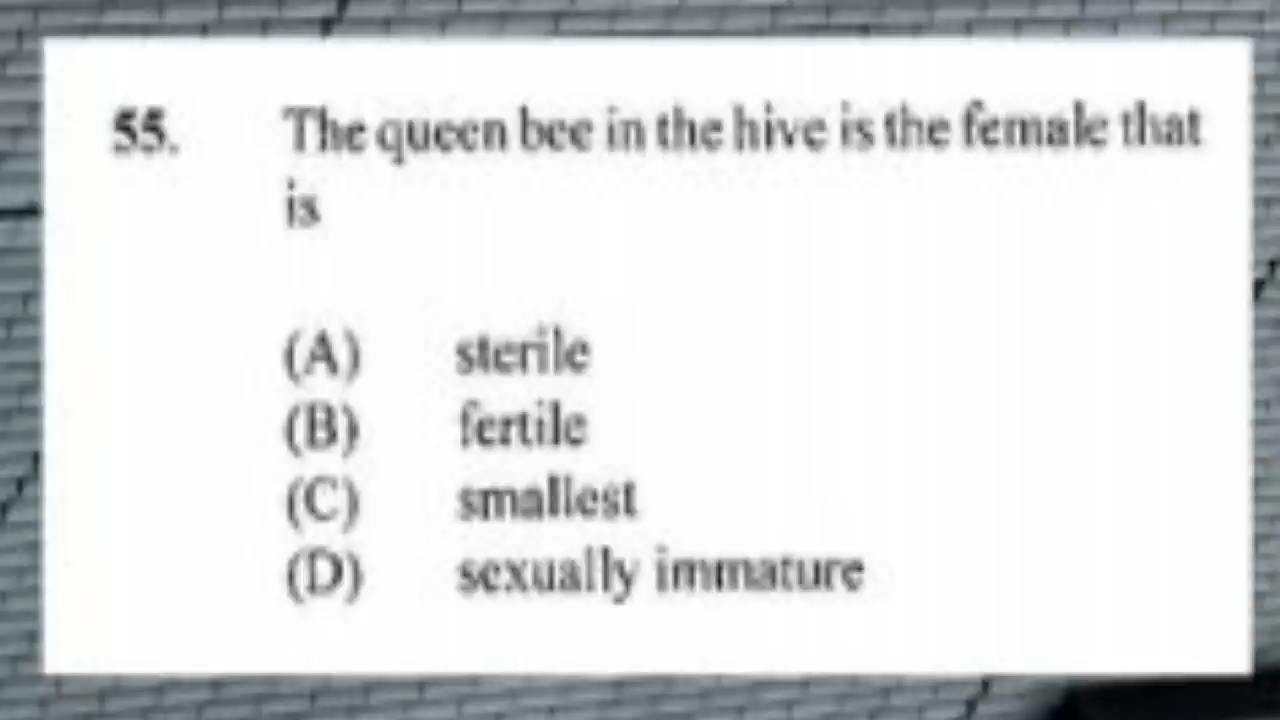 55. The queen bee in the hive is the female that
is
(A) sterile
(B) fertile
(C) smallest
(D) sexually immature